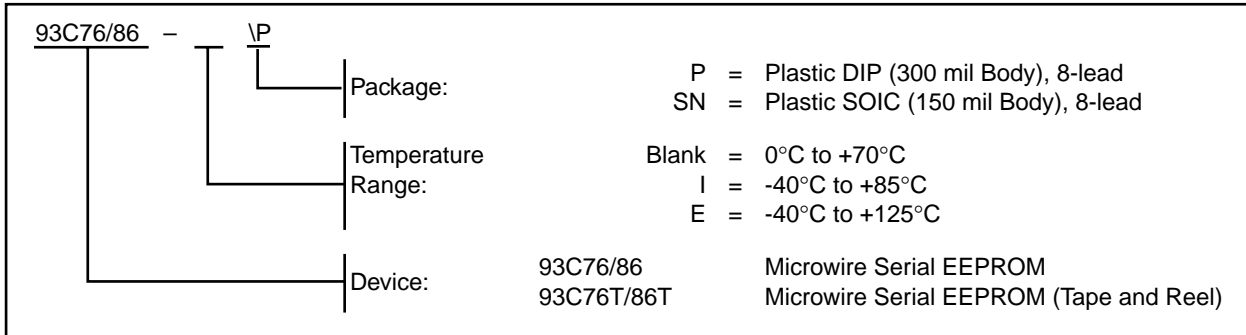 93C76/86 – \P
Package: P = Plastic DIP (300 mil Body), 8-lead
SN = Plastic SOIC (150 mil Body), 8-lead
Temperature Blank = 0°C to +70°C
Range: I = -40°C to +85°C
E = -40°C to +125°C
Device: 93C76/86 Microwire Serial EEPROM
93C76T/86T Microwire Serial EEPROM (Tape and Reel)